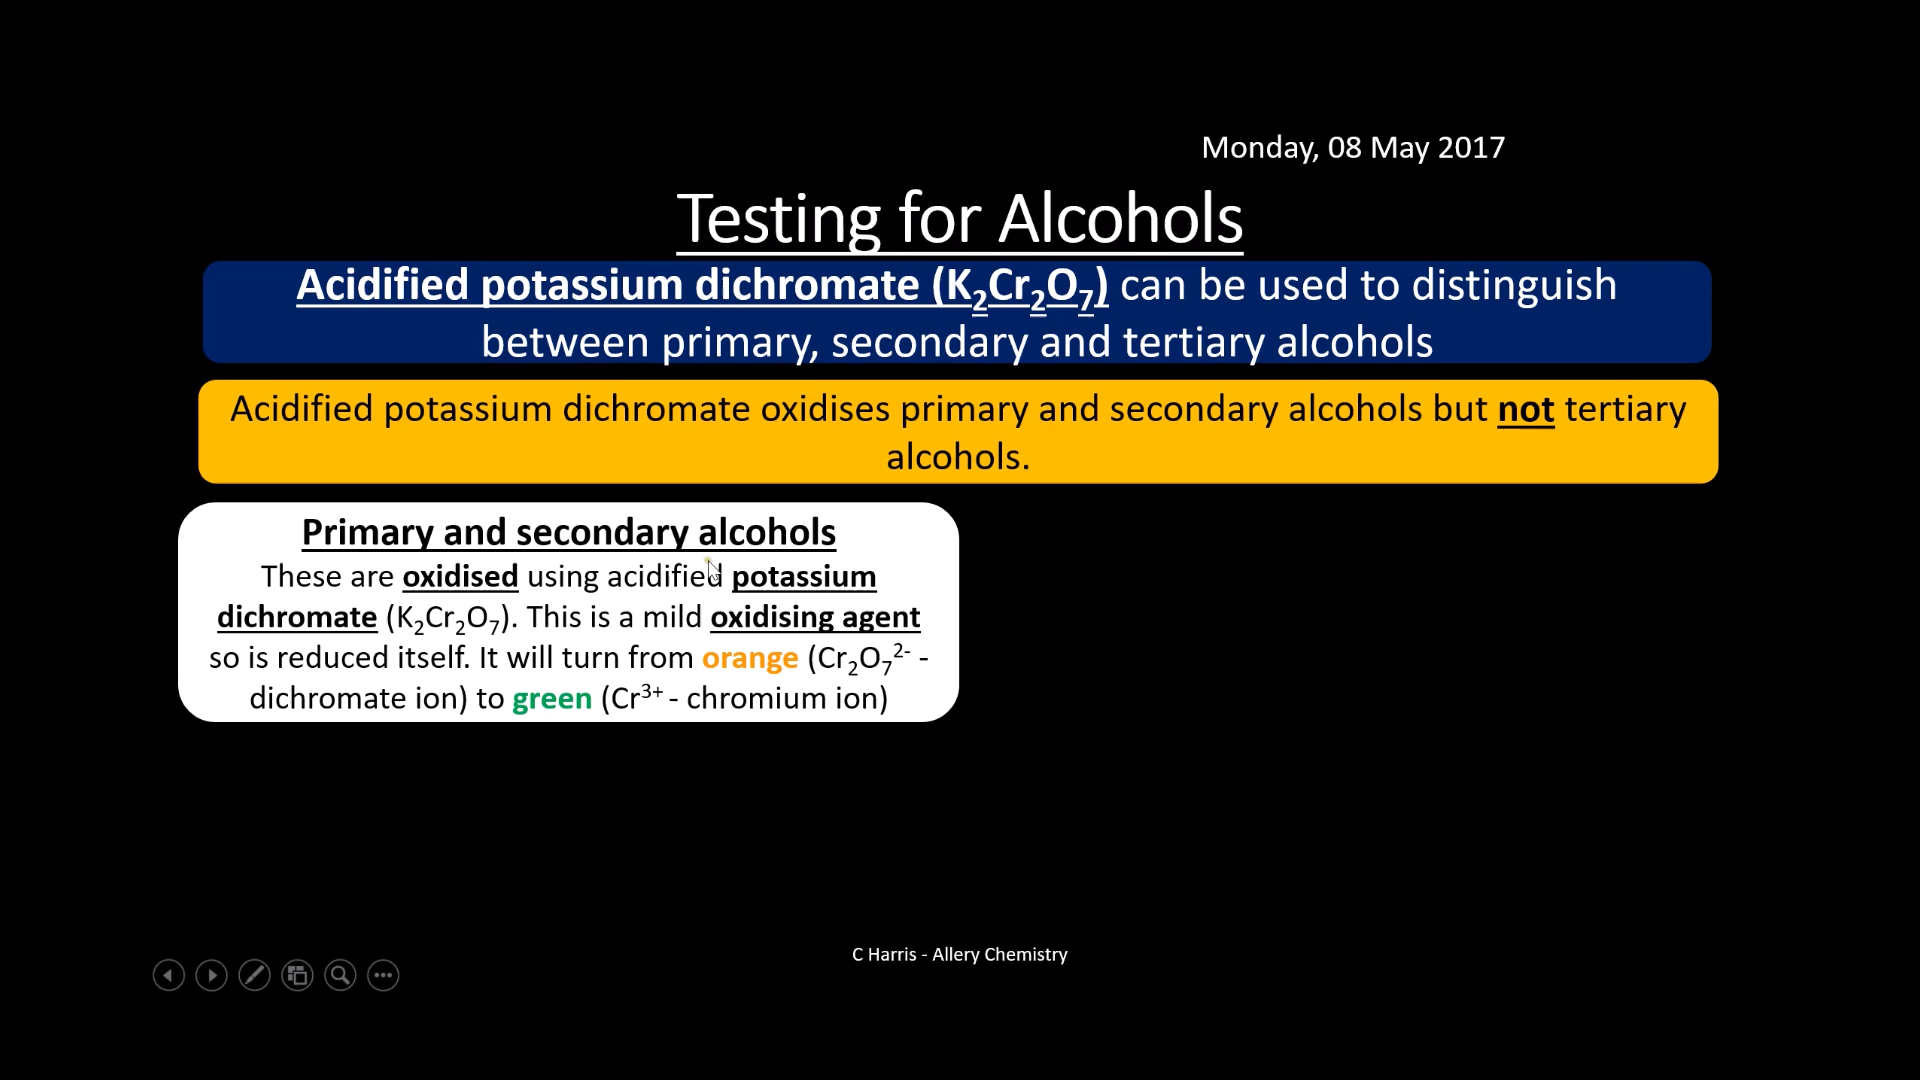 Monday, 08 May 2017
Testing for Alcohols
Acidified potassium dichromate (K₂Cr₂O₇) can be used to distinguish
between primary, secondary and tertiary alcohols
Acidified potassium dichromate oxidises primary and secondary alcohols but not tertiary
alcohols.
Primary and secondary alcohols
These are oxidised using acidified potassium
dichromate (K₂Cr₂O₇). This is a mild oxidising agent
so is reduced itself. It will turn from orange (Cr₂O₇²⁻ -
dichromate ion) to green (Cr³⁺ - chromium ion)
C Harris - Allery Chemistry